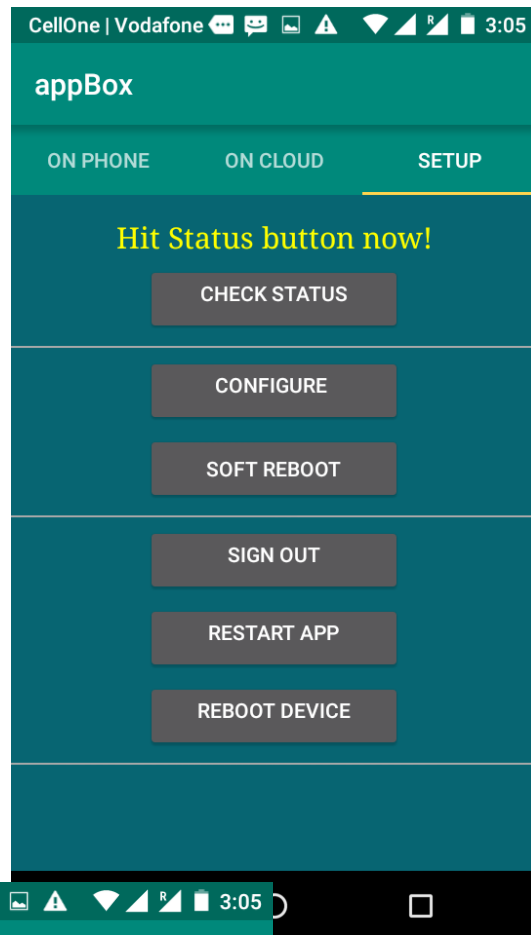 CellOne | Vodafone R 3:05
appBox
ON PHONE ON CLOUD SETUP
Hit Status button now!
CHECK STATUS
CONFIGURE
SOFT REBOOT
SIGN OUT
RESTART APP
REBOOT DEVICE
R 3:05